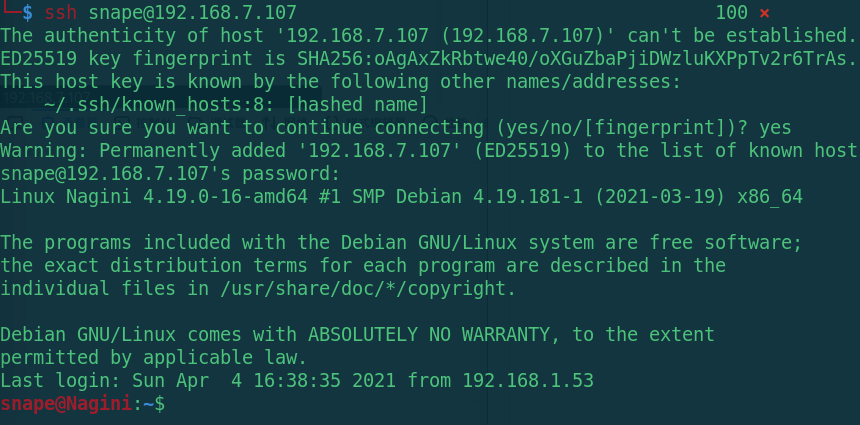 └─$ ssh snape@192.168.7.107 100 ⨯
The authenticity of host '192.168.7.107 (192.168.7.107)' can't be established.
ED25519 key fingerprint is SHA256:oAgAxZkRbtwe40/oXGuZbaPjiDWzluKXPpTv2r6TrAs.
This host key is known by the following other names/addresses:
    ~/.ssh/known_hosts:8: [hashed name]
Are you sure you want to continue connecting (yes/no/[fingerprint])? yes
Warning: Permanently added '192.168.7.107' (ED25519) to the list of known host
snape@192.168.7.107's password:
Linux Nagini 4.19.0-16-amd64 #1 SMP Debian 4.19.181-1 (2021-03-19) x86_64

The programs included with the Debian GNU/Linux system are free software;
the exact distribution terms for each program are described in the
individual files in /usr/share/doc/*/copyright.

Debian GNU/Linux comes with ABSOLUTELY NO WARRANTY, to the extent
permitted by applicable law.
Last login: Sun Apr  4 16:38:35 2021 from 192.168.1.53
snape@Nagini:~$